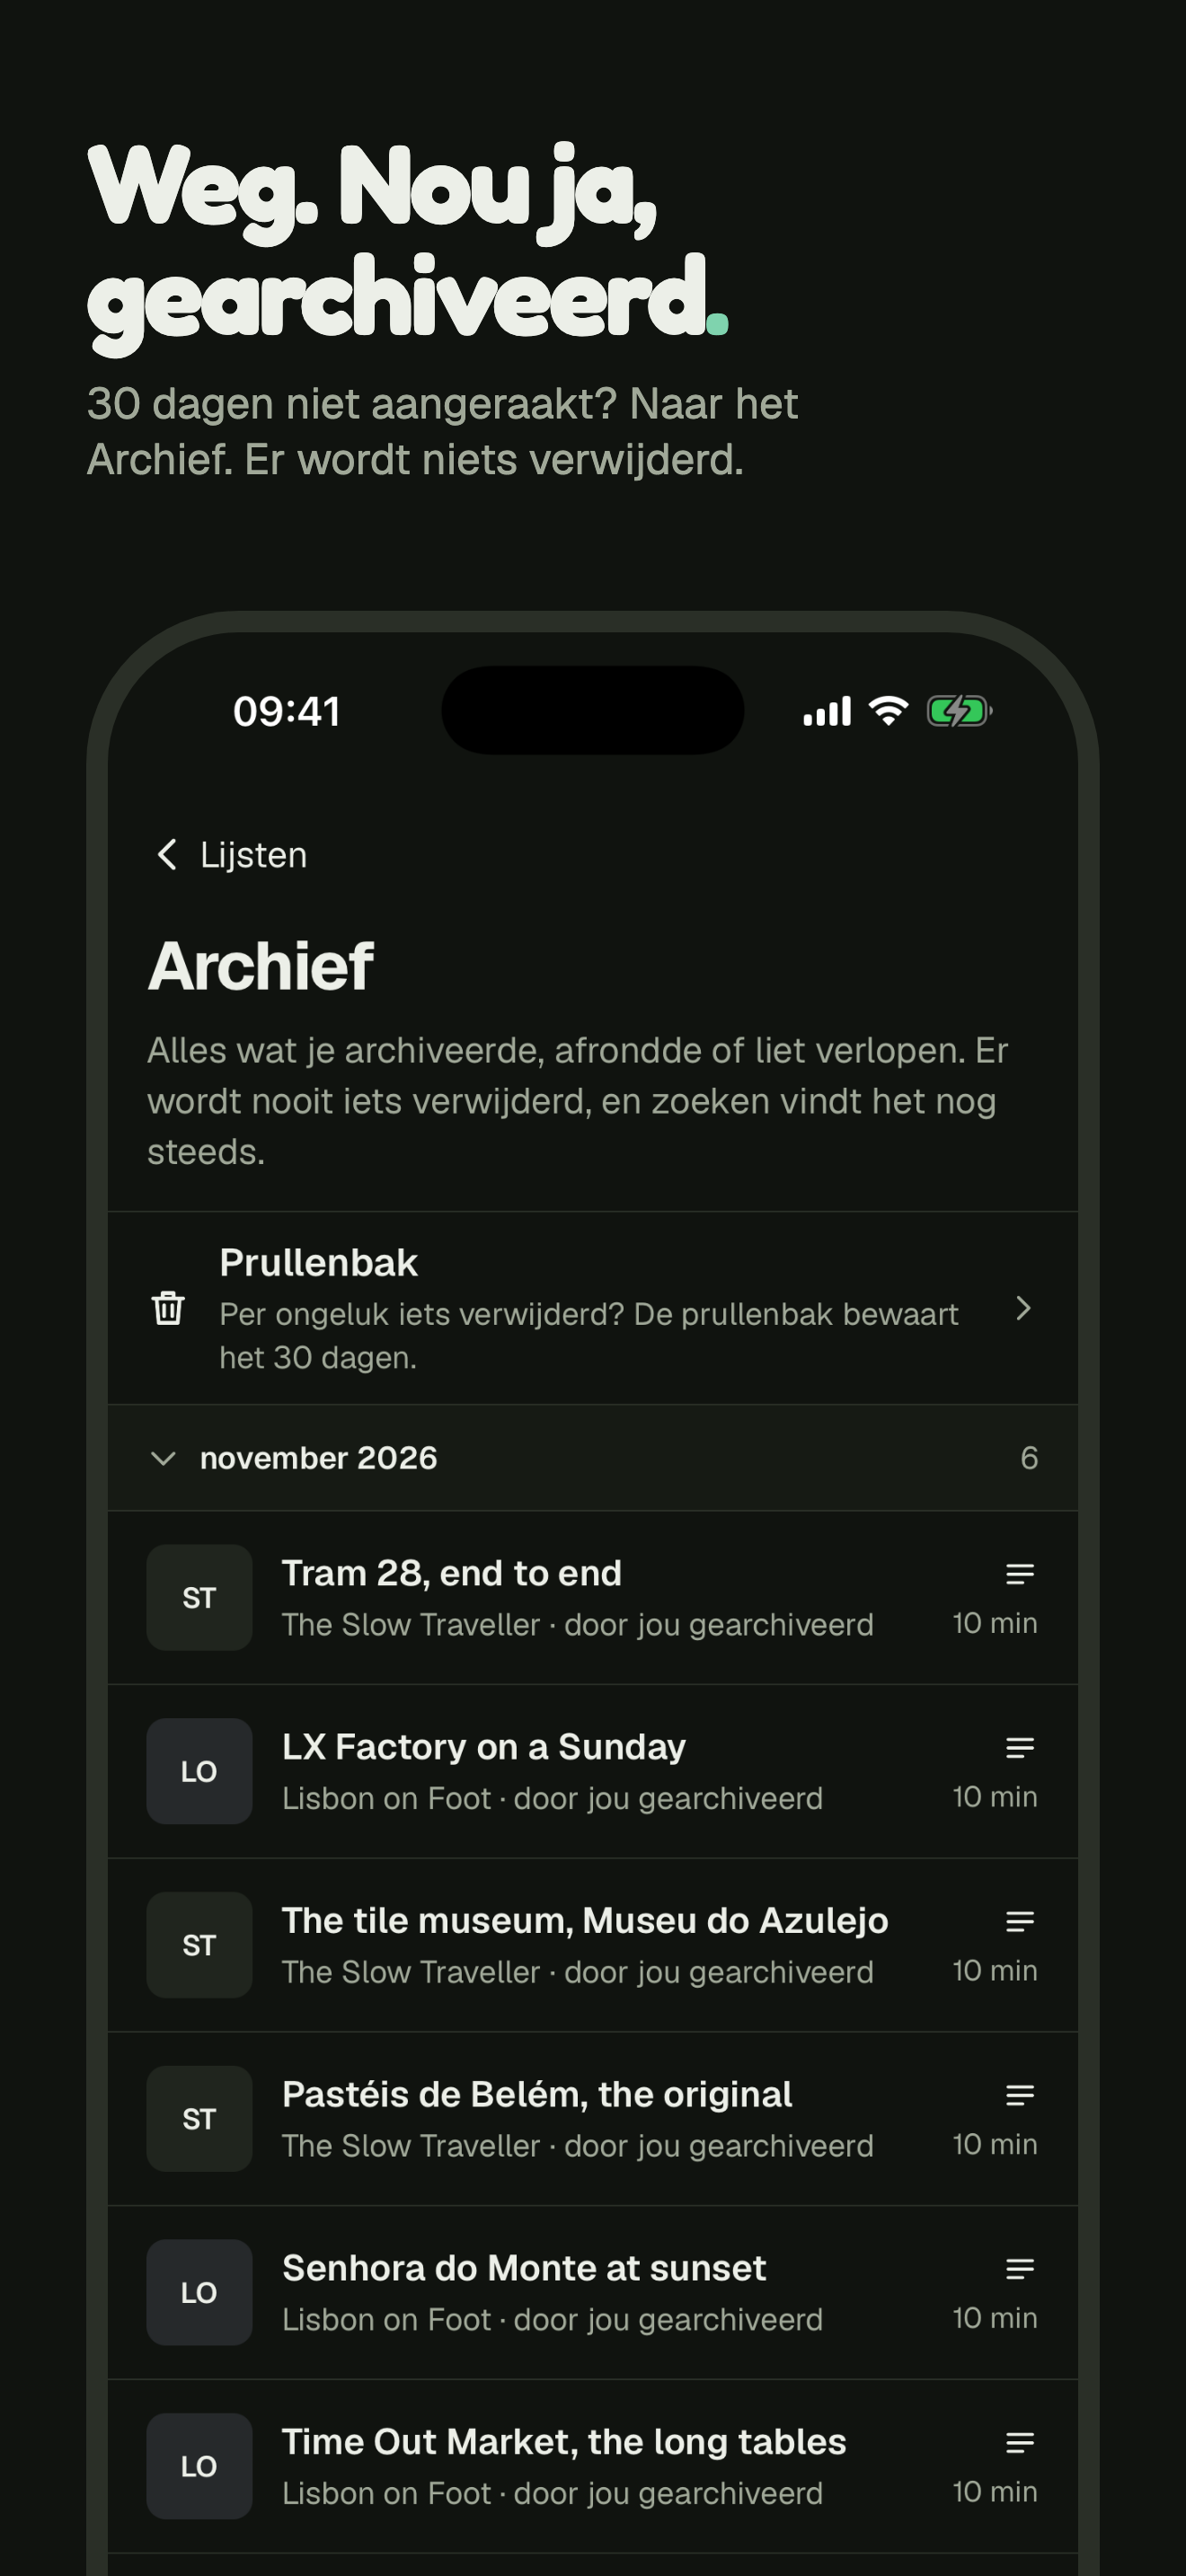 Weg. Nou ja,
gearchiveerd.
30 dagen niet aangeraakt? Naar het
Archief. Er wordt niets verwijderd.
09:41
Lijsten
Archief
Alles wat je archiveerde, afrondde of liet verlopen. Er
wordt nooit iets verwijderd, en zoeken vindt het nog
steeds.
Prullenbak
Per ongeluk iets verwijderd? De prullenbak bewaart
het 30 dagen.
november 2026 6
ST
Tram 28, end to end
The Slow Traveller · door jou gearchiveerd
10 min
LO
LX Factory on a Sunday
Lisbon on Foot · door jou gearchiveerd
10 min
ST
The tile museum, Museu do Azulejo
The Slow Traveller · door jou gearchiveerd
10 min
ST
Pastéis de Belém, the original
The Slow Traveller · door jou gearchiveerd
10 min
LO
Senhora do Monte at sunset
Lisbon on Foot · door jou gearchiveerd
10 min
LO
Time Out Market, the long tables
Lisbon on Foot · door jou gearchiveerd
10 min